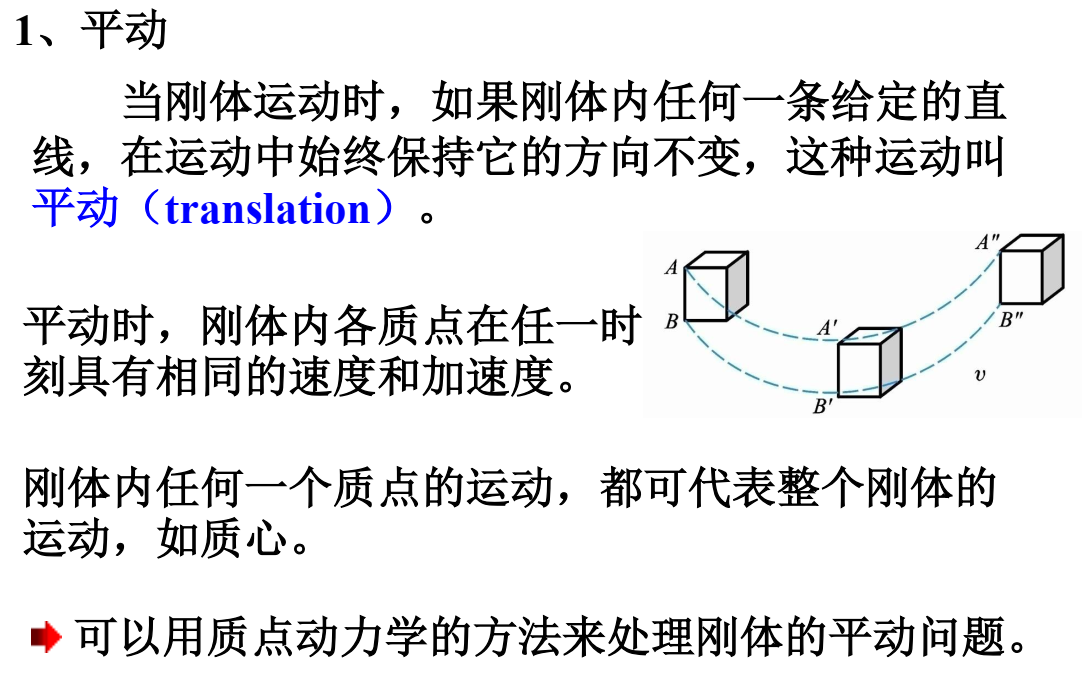 1、平动
当刚体运动时，如果刚体内任何一条给定的直
线，在运动中始终保持它的方向不变，这种运动叫
平动（translation）。
平动时，刚体内各质点在任一时
刻具有相同的速度和加速度。
A
B
A'
B'
A"
B"
υ
刚体内任何一个质点的运动，都可代表整个刚体的
运动，如质心。
可以用质点动力学的方法来处理刚体的平动问题。